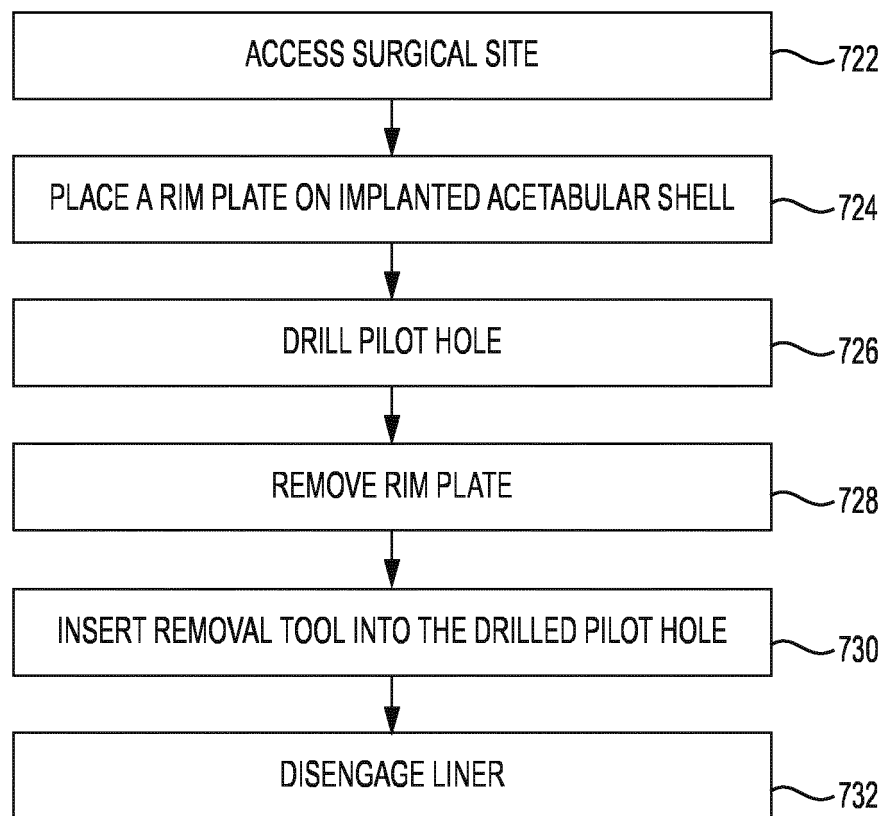 ACCESS SURGICAL SITE
722
PLACE A RIM PLATE ON IMPLANTED ACETABULAR SHELL
724
DRILL PILOT HOLE
726
REMOVE RIM PLATE
728
INSERT REMOVAL TOOL INTO THE DRILLED PILOT HOLE
730
DISENGAGE LINER
732